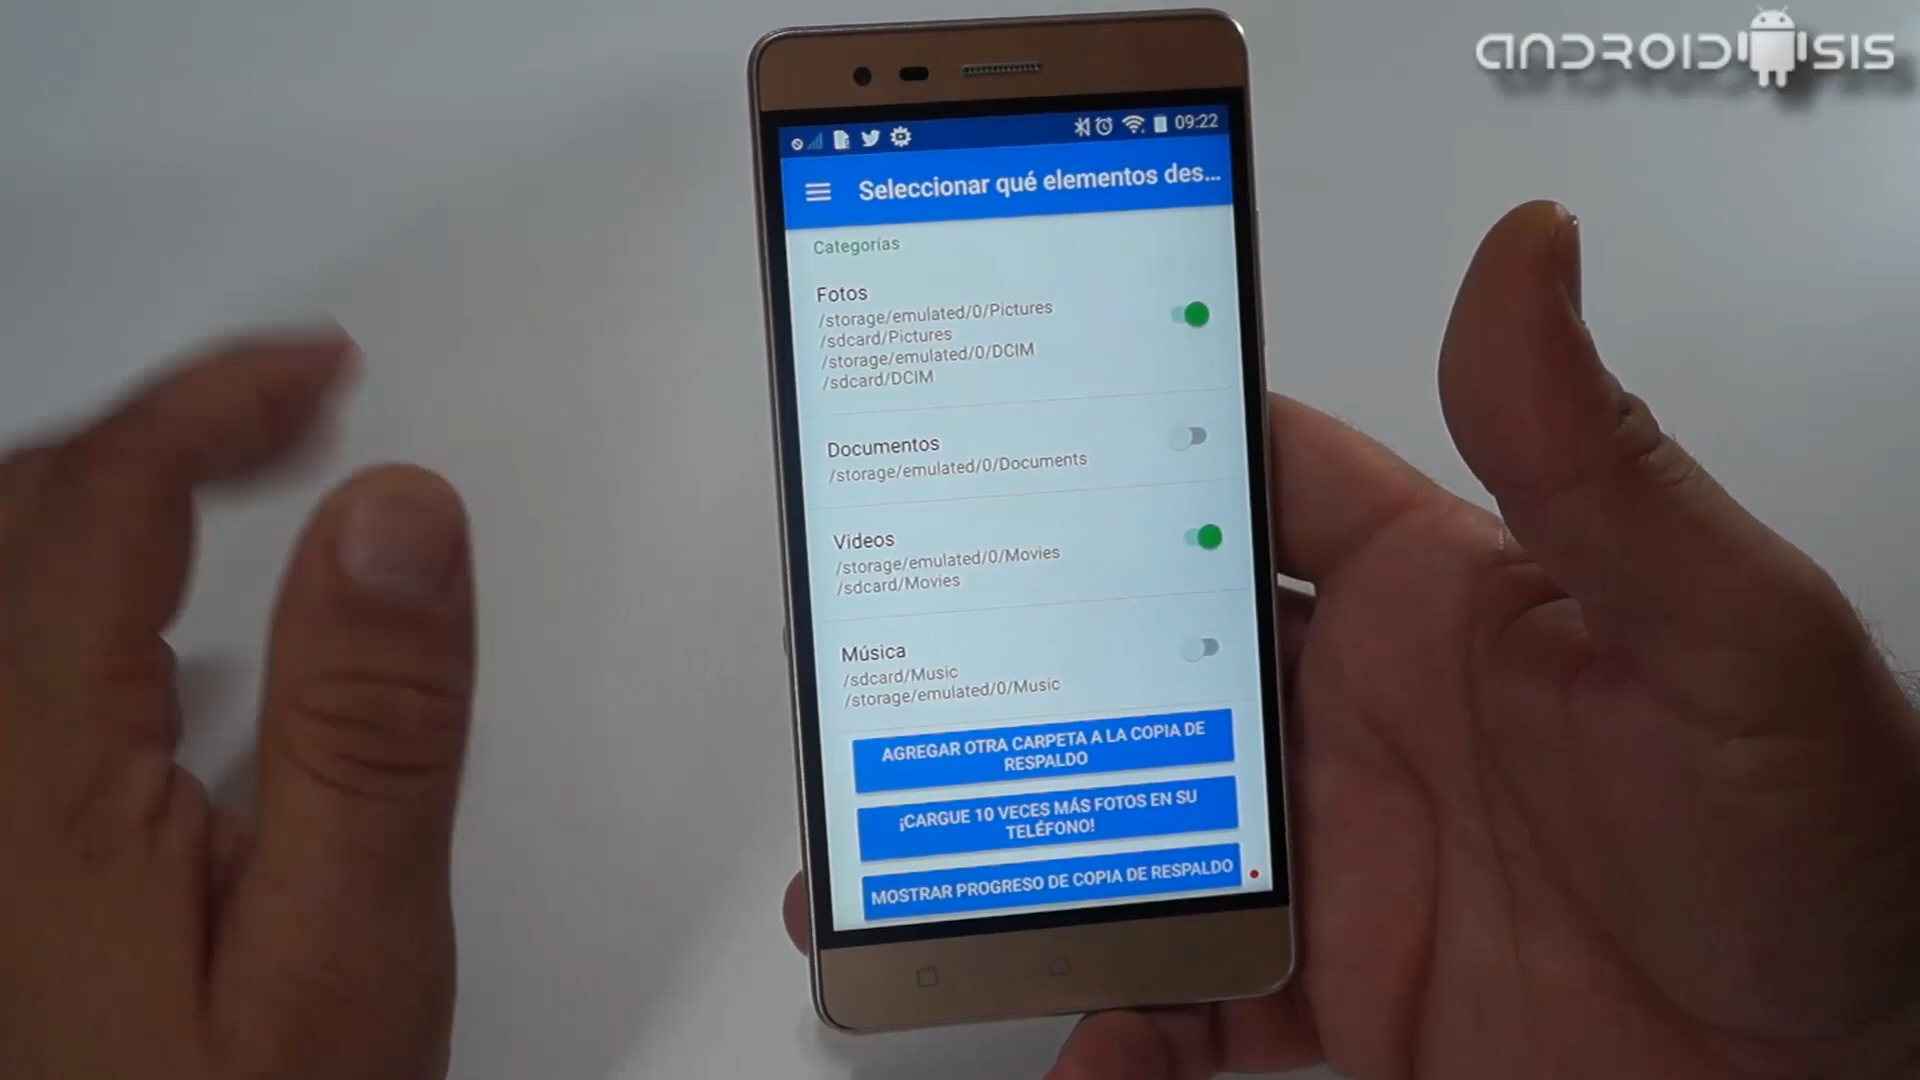 ANDROIDSIS
09:22
Seleccionar qué elementos des...
Categorías
Fotos
/storage/emulated/0/Pictures
/sdcard/Pictures
/storage/emulated/0/DCIM
/sdcard/DCIM
Documentos
/storage/emulated/0/Documents
Videos
/storage/emulated/0/Movies
/sdcard/Movies
Música
/sdcard/Music
/storage/emulated/0/Music
AGREGAR OTRA CARPETA A LA COPIA DE
RESPALDO
¡CARGUE 10 VECES MÁS FOTOS EN SU
TELÉFONO!
MOSTRAR PROGRESO DE COPIA DE RESPALDO